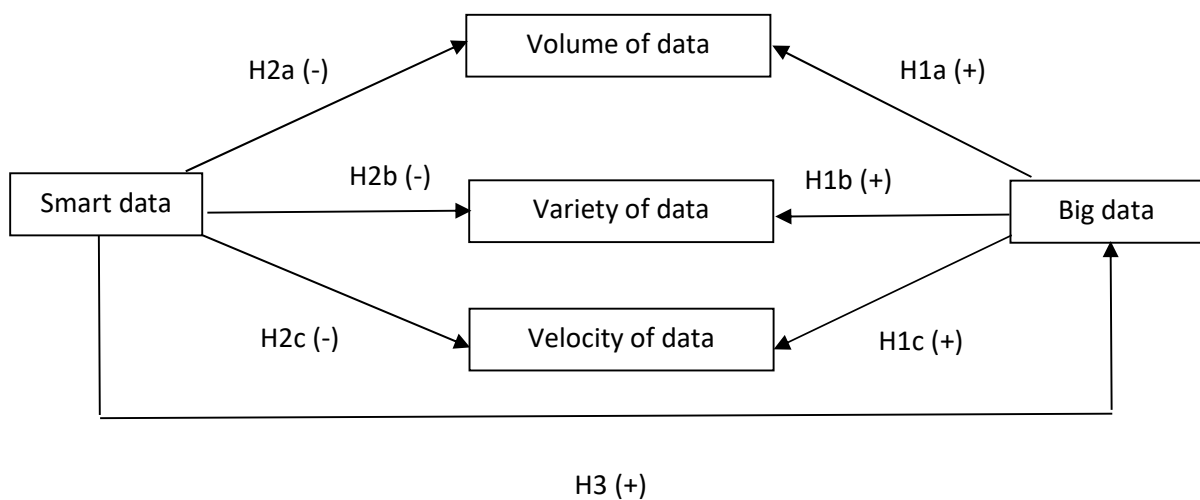 Volume of data
H2a (-)
H1a (+)
H2b (-)
H1b (+)
Smart data
Variety of data
Big data
H2c (-)
Velocity of data
H1c (+)
H3 (+)